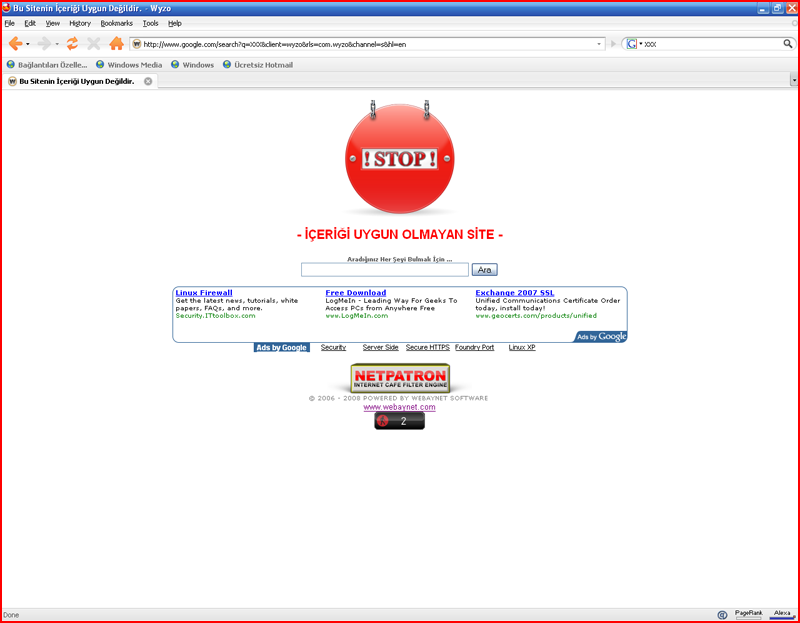 Bu Sitenin İçeriği Uygun Değildir. - Wyzo
File Edit View History Bookmarks Tools Help
http://www.google.com/search?q=XXX&client=wyzo&rls=com.wyzo&channel=s&hl=en
XXX
Bağlantıları Özelle... Windows Media Windows Ücretsiz Hotmail
Bu Sitenin İçeriği Uygun Değildir.
! STOP !
- İÇERİĞİ UYGUN OLMAYAN SİTE -
Aradığınız Her Şeyi Bulmak İçin ...
Ara
Linux Firewall
Get the latest news, tutorials, white
papers, FAQs, and more.
Security.ITtoolbox.com
Free Download
LogMeIn - Leading Way For Geeks To
Access PCs from Anywhere Free
www.LogMeIn.com
Exchange 2007 SSL
Unified Communications Certificate Order
today, install today!
www.geocerts.com/products/unified
Ads by Google
Ads by Google Security Server Side Secure HTTPS Foundry Port Linux XP
NETPATRON
INTERNET CAFE FILTER ENGINE
© 2006 - 2008 POWERED BY WEBAYNET SOFTWARE
www.webaynet.com
2
Done
PageRank Alexa